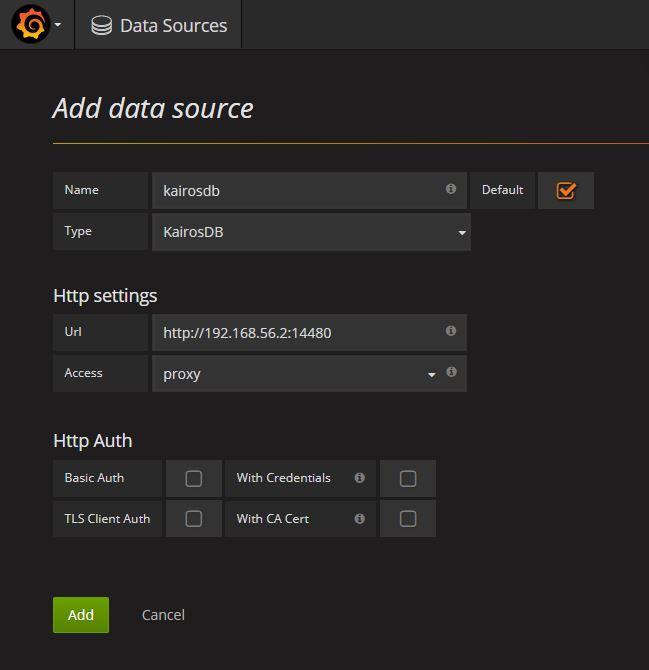 Data Sources
Add data source
Name kairosdb Default
Type KairosDB
Http settings
Url http://192.168.56.2:14480
Access proxy
Http Auth
Basic Auth With Credentials
TLS Client Auth With CA Cert
Add Cancel